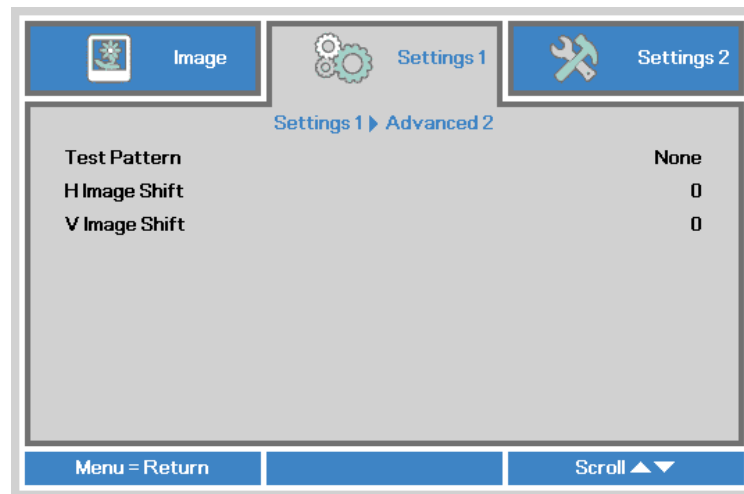 Image
Settings 1
Settings 2
Settings 1 ▶ Advanced 2
Test Pattern None
H Image Shift 0
V Image Shift 0
Menu = Return
Scroll ▲▼